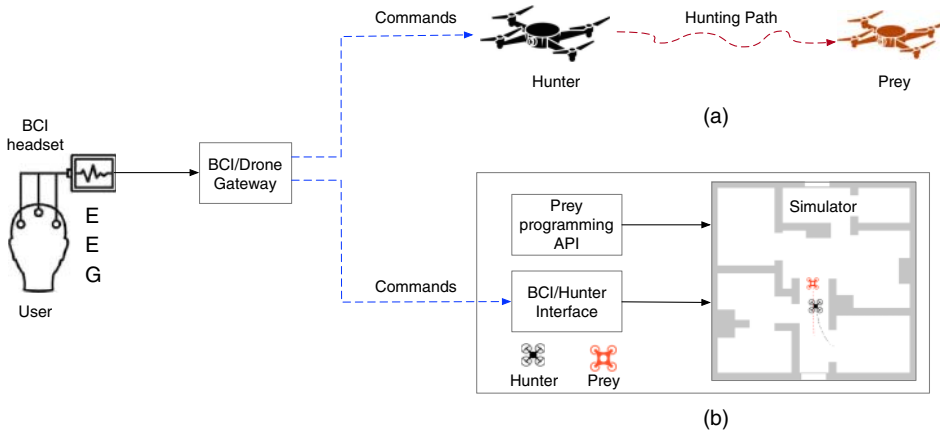 Commands
Hunting Path
Hunter
Prey
(a)
BCI
headset
BCI/Drone
Gateway
E
E
G
User
Prey
programming
API
Simulator
Commands
BCI/Hunter
Interface
Hunter
Prey
(b)